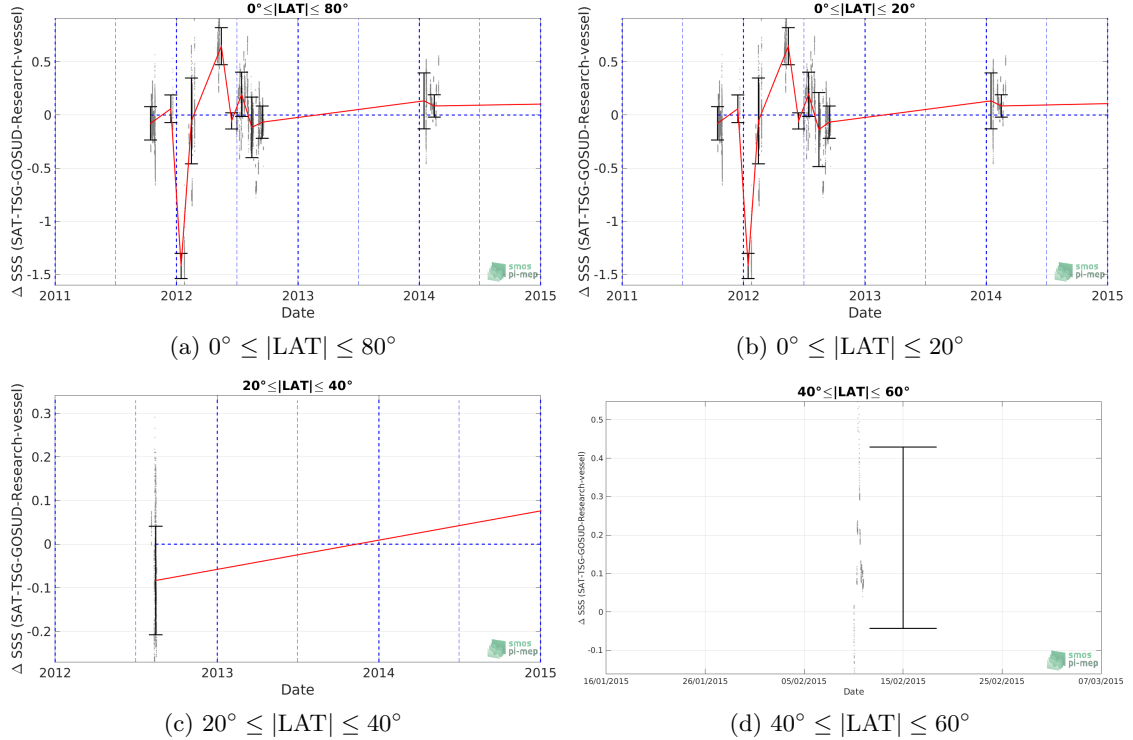 0°≤|LAT|≤ 80°
Δ SSS (SAT-TSG-GOSUD-Research-vessel)
0.5
0
-0.5
-1
-1.5
2011
2012
2013
2014
2015
Date
smos
pi-mep
(a) 0° ≤ |LAT| ≤ 80°
0°≤|LAT|≤ 20°
Δ SSS (SAT-TSG-GOSUD-Research-vessel)
0.5
0
-0.5
-1
-1.5
2011
2012
2013
2014
2015
Date
smos
pi-mep
(b) 0° ≤ |LAT| ≤ 20°
20°≤|LAT|≤ 40°
Δ SSS (SAT-TSG-GOSUD-Research-vessel)
0.3
0.2
0.1
0
-0.1
-0.2
2012
2013
2014
2015
Date
smos
pi-mep
(c) 20° ≤ |LAT| ≤ 40°
40°≤|LAT|≤ 60°
Δ SSS (SAT-TSG-GOSUD-Research-vessel)
0.5
0.4
0.3
0.2
0.1
0
-0.1
16/01/2015
26/01/2015
05/02/2015
15/02/2015
25/02/2015
07/03/2015
Date
smos
pi-mep
(d) 40° ≤ |LAT| ≤ 60°